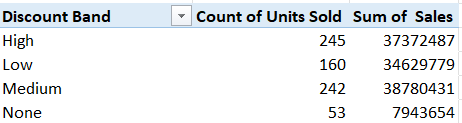 Discount Band Count of Units Sold Sum of Sales
High 245 37372487
Low 160 34629779
Medium 242 38780431
None 53 7943654